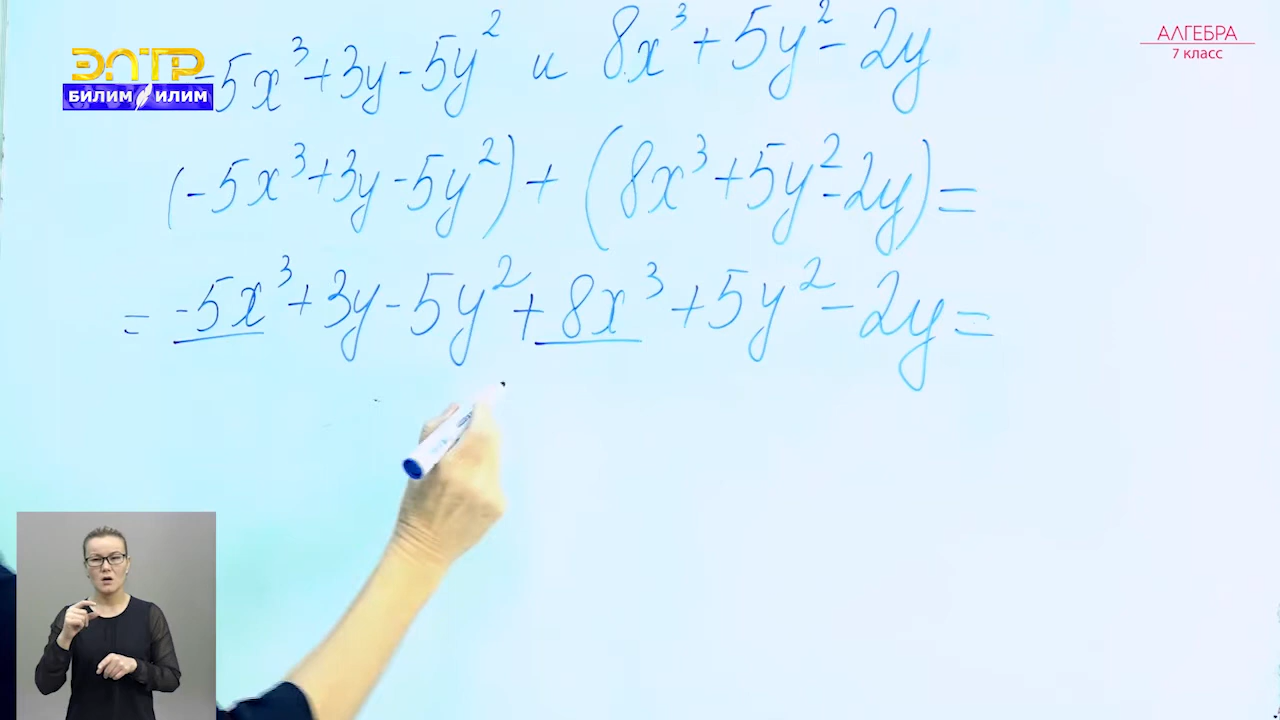 ЭЛТР
БИЛИМ ИЛИМ
АЛГЕБРА
7 класс
-5x³+3y-5y² и 8x³+5y²-2y
(-5x³+3y-5y²)+(8x³+5y²-2y)=
=-5x³+3y-5y²+8x³+5y²-2y=